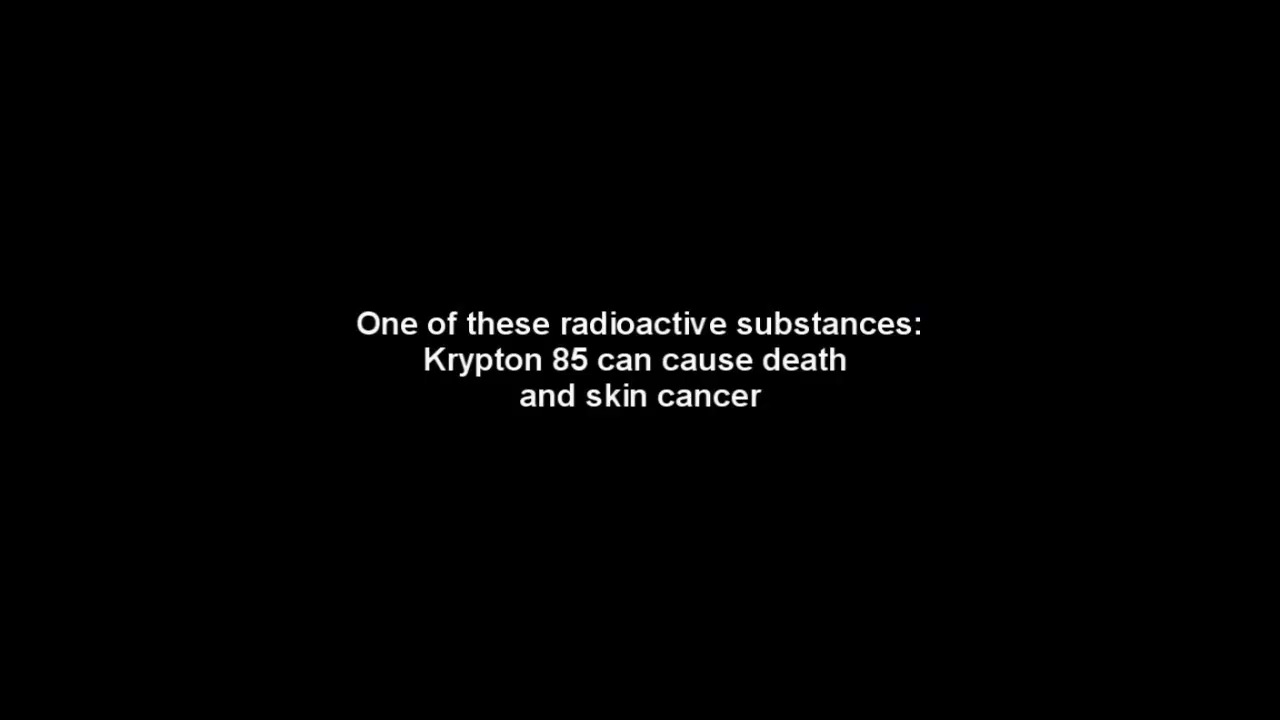 One of these radioactive substances:
Krypton 85 can cause death
and skin cancer